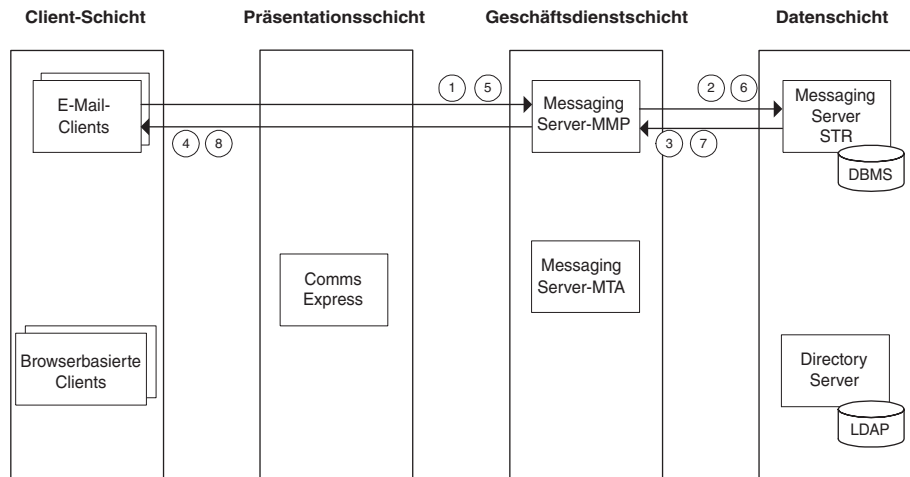 Client-Schicht
Präsentationsschicht
Geschäftsdienstschicht
Datenschicht
E-Mail-
Clients
1
5
Messaging
Server-MMP
2
6
Messaging
Server
STR
4
8
3
7
DBMS
Comms
Express
Messaging
Server-MTA
Browserbasierte
Clients
Directory
Server
LDAP